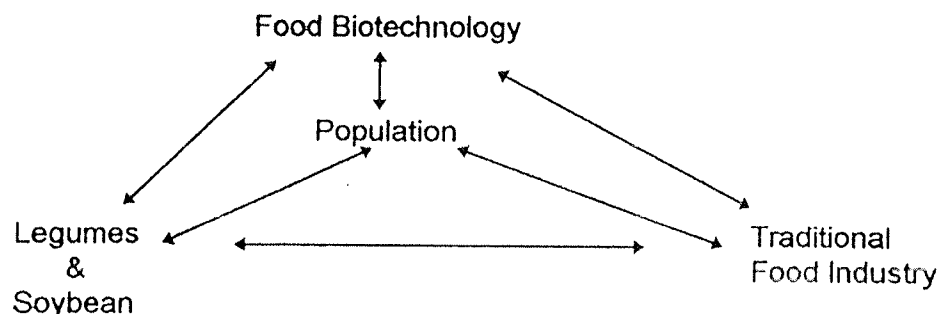 Food Biotechnology
Population
Legumes
&
Soybean
Traditional
Food Industry